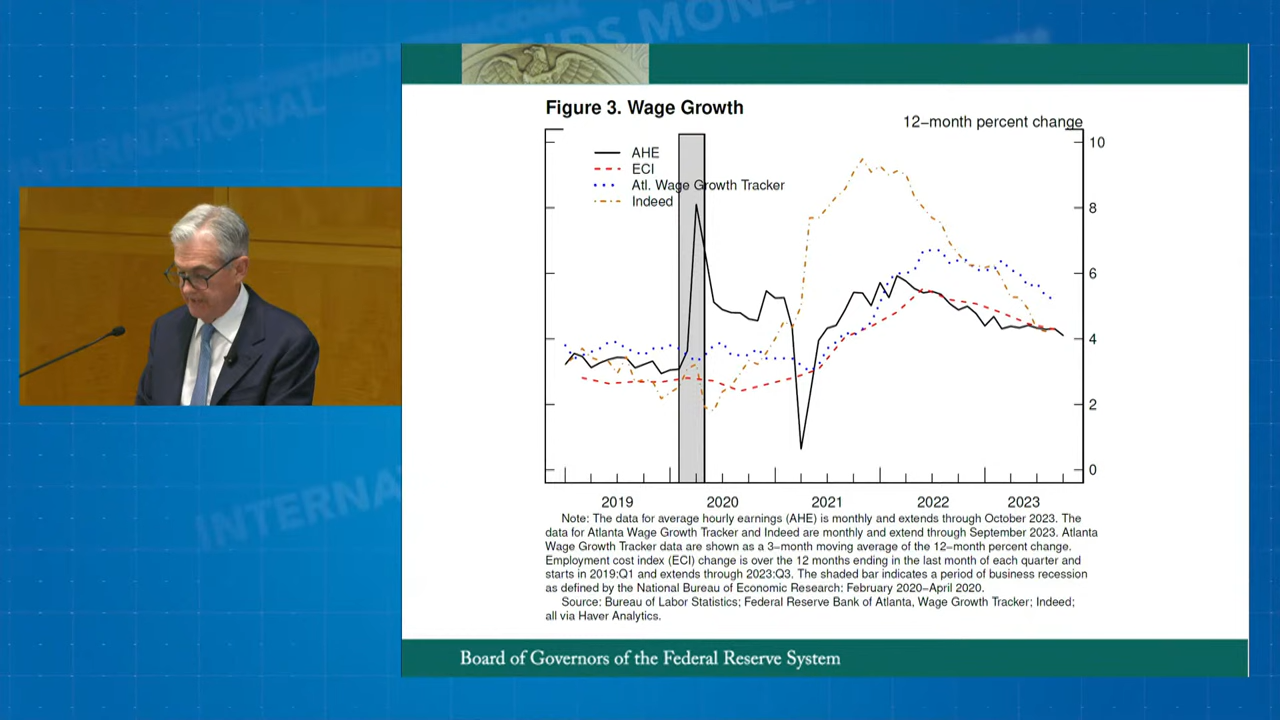 INTERNATIONAL
Figure 3. Wage Growth
12−month percent change
AHE
ECI
Atl. Wage Growth Tracker
Indeed
10
8
6
4
2
0
2019 2020 2021 2022 2023
Note: The data for average hourly earnings (AHE) is monthly and extends through October 2023. The
data for Atlanta Wage Growth Tracker and Indeed are monthly and extend through September 2023. Atlanta
Wage Growth Tracker data are shown as a 3−month moving average of the 12−month percent change.
Employment cost index (ECI) change is over the 12 months ending in the last month of each quarter and
starts in 2019:Q1 and extends through 2023:Q3. The shaded bar indicates a period of business recession
as defined by the National Bureau of Economic Research: February 2020−April 2020.
Source: Bureau of Labor Statistics; Federal Reserve Bank of Atlanta, Wage Growth Tracker; Indeed;
all via Haver Analytics.
Board of Governors of the Federal Reserve System